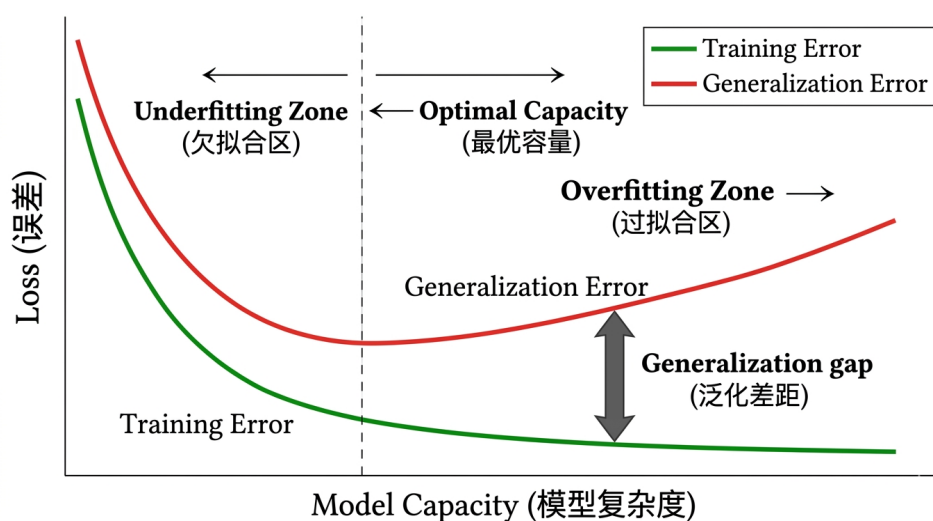 Training Error
Generalization Error
Underfitting Zone
(欠拟合区)
Optimal Capacity
(最优容量)
Overfitting Zone
(过拟合区)
Generalization Error
Generalization gap
(泛化差距)
Training Error
Loss (误差)
Model Capacity (模型复杂度)